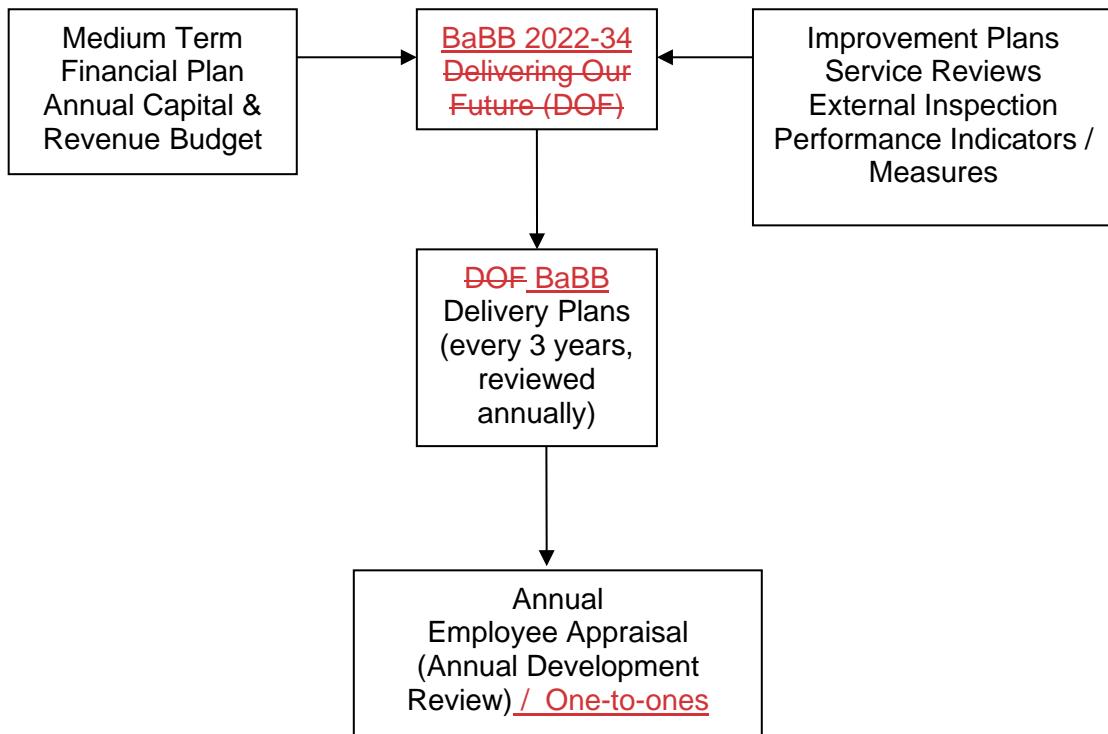 Medium Term
Financial Plan
Annual Capital &
Revenue Budget
BaBB 2022-34
Delivering Our
Future (DOF)
Improvement Plans
Service Reviews
External Inspection
Performance Indicators /
Measures
DOF BaBB
Delivery Plans
(every 3 years,
reviewed
annually)
Annual
Employee Appraisal
(Annual Development
Review) / One-to-ones